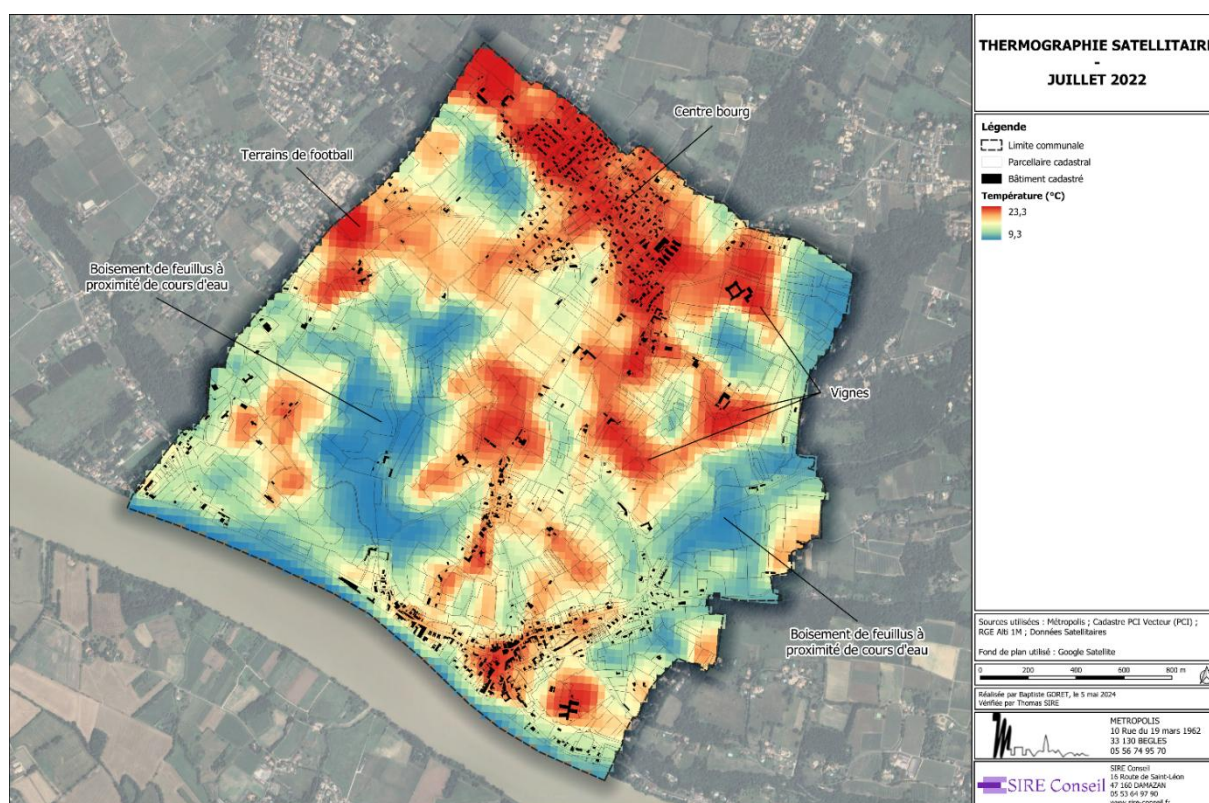 THERMOGRAPHIE SATELLITAIRE
-
JUILLET 2022
Légende
Limite communale
Parcellaire cadastral
Bâtiment cadastré
Température (°C)
23,3
9,3
Centre bourg
Terrains de football
Boisement de feuillus à
proximité de cours d'eau
Vignes
Boisement de feuillus à
proximité de cours d'eau
Sources utilisées : Métropolis ; Cadastre PCI Vecteur (PCI) ;
RGE Alti 1M ; Données Satellitaires
Fond de plan utilisé : Google Satellite
0 200 400 600 800 m
Réalisée par Baptiste GORET, le 5 mai 2024
Vérifiée par Thomas SIRE
METROPOLIS
10 Rue du 19 mars 1962
33 130 BEGLES
05 56 74 95 70
SIRE Conseil
SIRE Conseil
16 Route de Saint-Léon
47 160 DAMAZAN
05 53 64 97 90
www.sire-conseil.fr